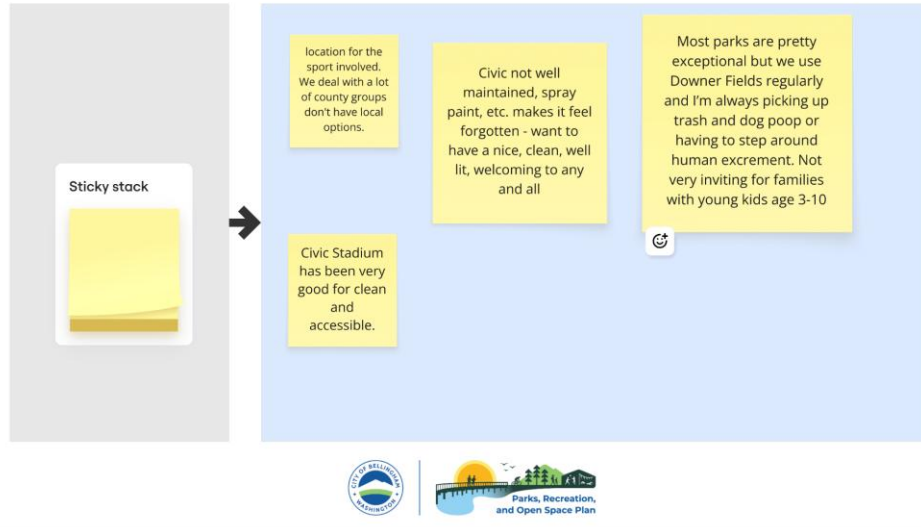 Sticky stack
location for the
sport involved.
We deal with a lot
of county groups
don't have local
options.
Civic not well
maintained, spray
paint, etc. makes it feel
forgotten - want to
have a nice, clean, well
lit, welcoming to any
and all
Most parks are pretty
exceptional but we use
Downer Fields regularly
and I'm always picking up
trash and dog poop or
having to step around
human excrement. Not
very inviting for families
with young kids age 3-10
Civic Stadium
has been very
good for clean
and
accessible.
CITY OF BELLINGHAM
WASHINGTON
Parks, Recreation,
and Open Space Plan